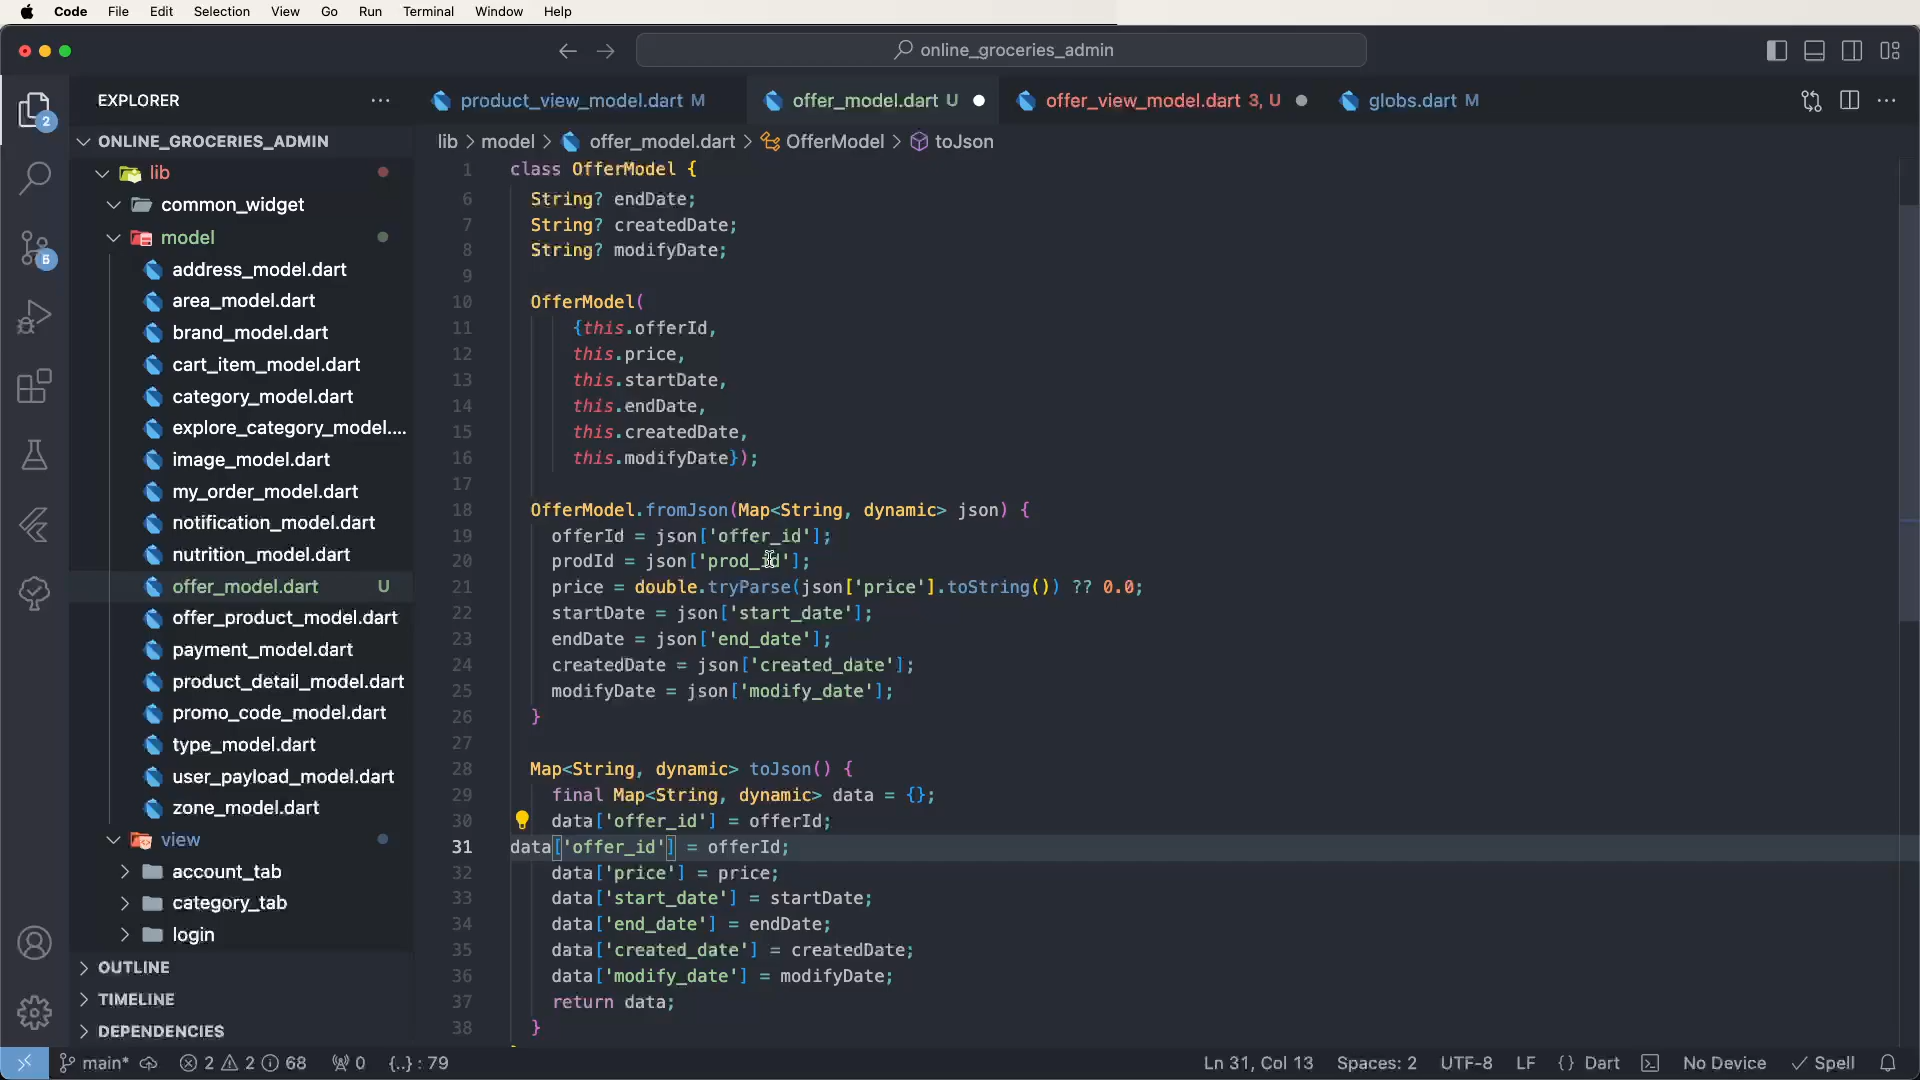 Code File Edit Selection View Go Run Terminal Window Help
online_groceries_admin
EXPLORER
product_view_model.dart M
offer_model.dart U
offer_view_model.dart 3, U
globs.dart M
2
ONLINE_GROCERIES_ADMIN
lib > model > offer_model.dart > OfferModel > toJson
lib
common_widget
model
address_model.dart
area_model.dart
brand_model.dart
cart_item_model.dart
category_model.dart
explore_category_model....
image_model.dart
my_order_model.dart
notification_model.dart
nutrition_model.dart
offer_model.dart U
offer_product_model.dart
payment_model.dart
product_detail_model.dart
promo_code_model.dart
type_model.dart
user_payload_model.dart
zone_model.dart
view
account_tab
category_tab
login
OUTLINE
TIMELINE
DEPENDENCIES
1 class OfferModel {
6 String? endDate;
7 String? createdDate;
8 String? modifyDate;
9
10 OfferModel(
11 {this.offerId,
12 this.price,
13 this.startDate,
14 this.endDate,
15 this.createdDate,
16 this.modifyDate});
17
18 OfferModel.fromJson(Map<String, dynamic> json) {
19 offerId = json['offer_id'];
20 prodId = json['prod_id'];
21 price = double.tryParse(json['price'].toString()) ?? 0.0;
22 startDate = json['start_date'];
23 endDate = json['end_date'];
24 createdDate = json['created_date'];
25 modifyDate = json['modify_date'];
26 }
27
28 Map<String, dynamic> toJson() {
29 final Map<String, dynamic> data = {};
30 data['offer_id'] = offerId;
31 data['offer_id'] = offerId;
32 data['price'] = price;
33 data['start_date'] = startDate;
34 data['end_date'] = endDate;
35 data['created_date'] = createdDate;
36 data['modify_date'] = modifyDate;
37 return data;
38 }
main* 2 2 68 0 {..} : 79 Ln 31, Col 13 Spaces: 2 UTF-8 LF {} Dart No Device Spell